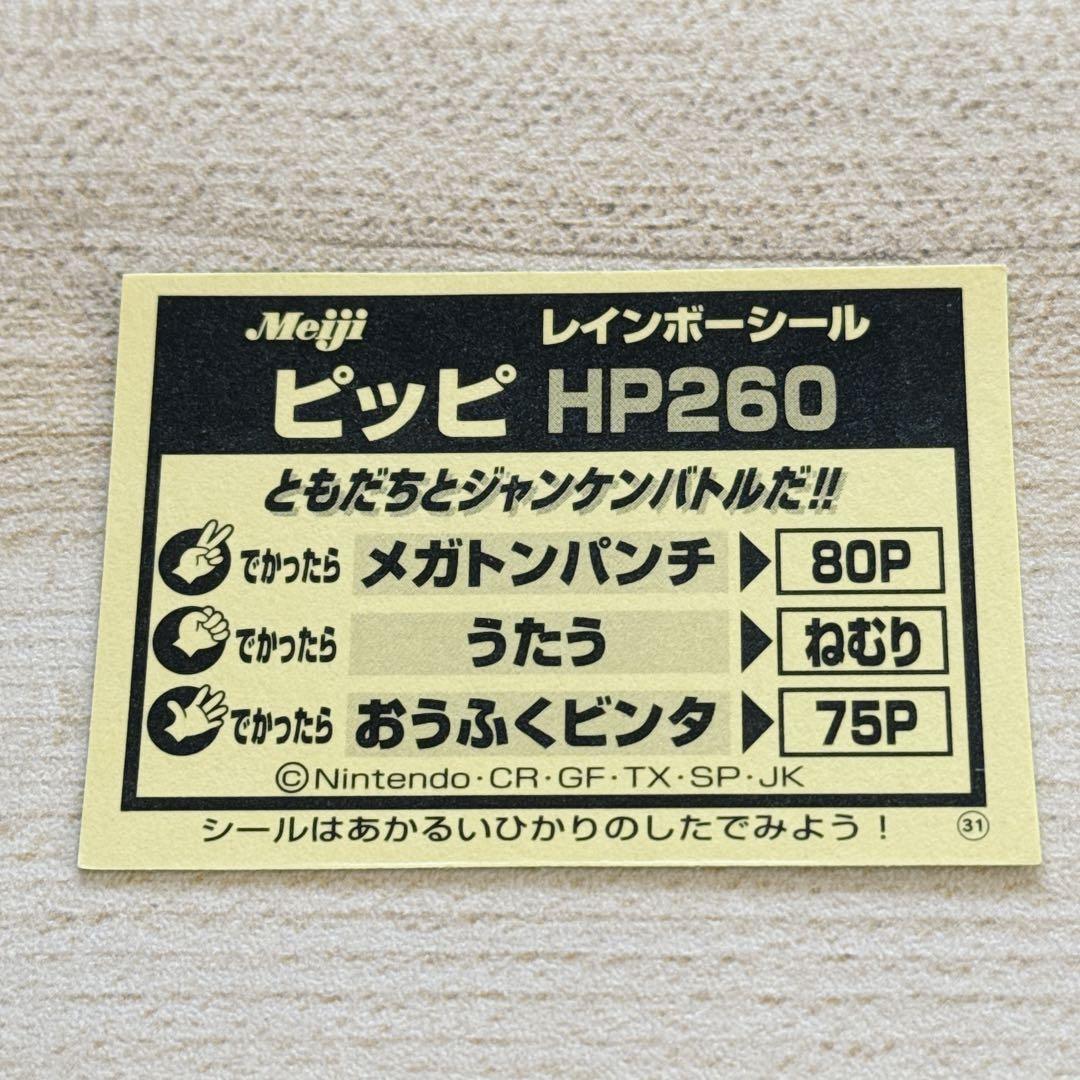 Meiji レインボーシール
ピッピ HP260
ともだちとジャンケンバトルだ!!
でかったら メガトンパンチ 80P
でかったら うたう ねむり
でかったら おうふくビンタ 75P
©Nintendo・CR・GF・TX・SP・JK
シールはあかるいひかりのしたでみよう! 31